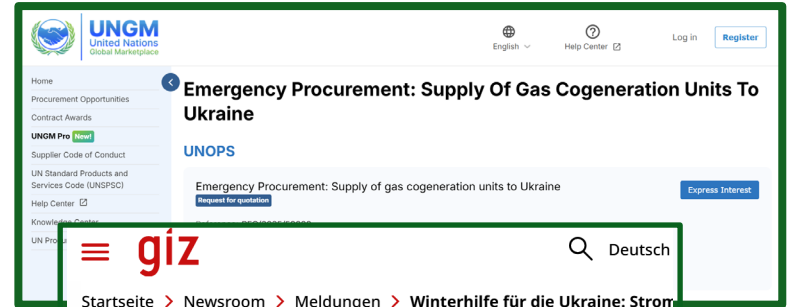 UNGM
United Nations
Global Marketplace
English
Help Center
Log in
Register
Home
Procurement Opportunities
Contract Awards
UNGM Pro New!
Supplier Code of Conduct
UN Standard Products and
Services Code (UNSPSC)
Help Center
Knowledge Center
Emergency Procurement: Supply Of Gas Cogeneration Units To
Ukraine
UNOPS
Emergency Procurement: Supply of gas cogeneration units to Ukraine
Request for quotation
Express Interest
giz
Deutsch
Startseite > Newsroom > Meldungen > Winterhilfe für die Ukraine: Strom